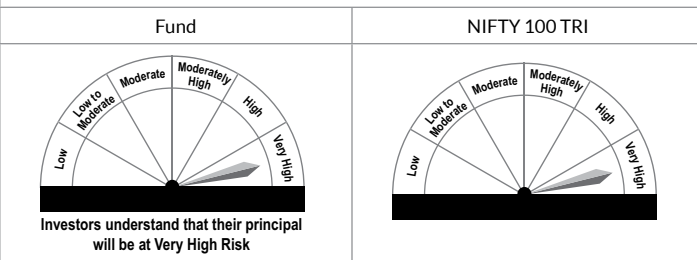 Fund
NIFTY 100 TRI
Low
Low to
Moderate
Moderate
Moderately
High
High
Very High
Low
Low to
Moderate
Moderate
Moderately
High
High
Very High
Investors understand that their principal
will be at Very High Risk